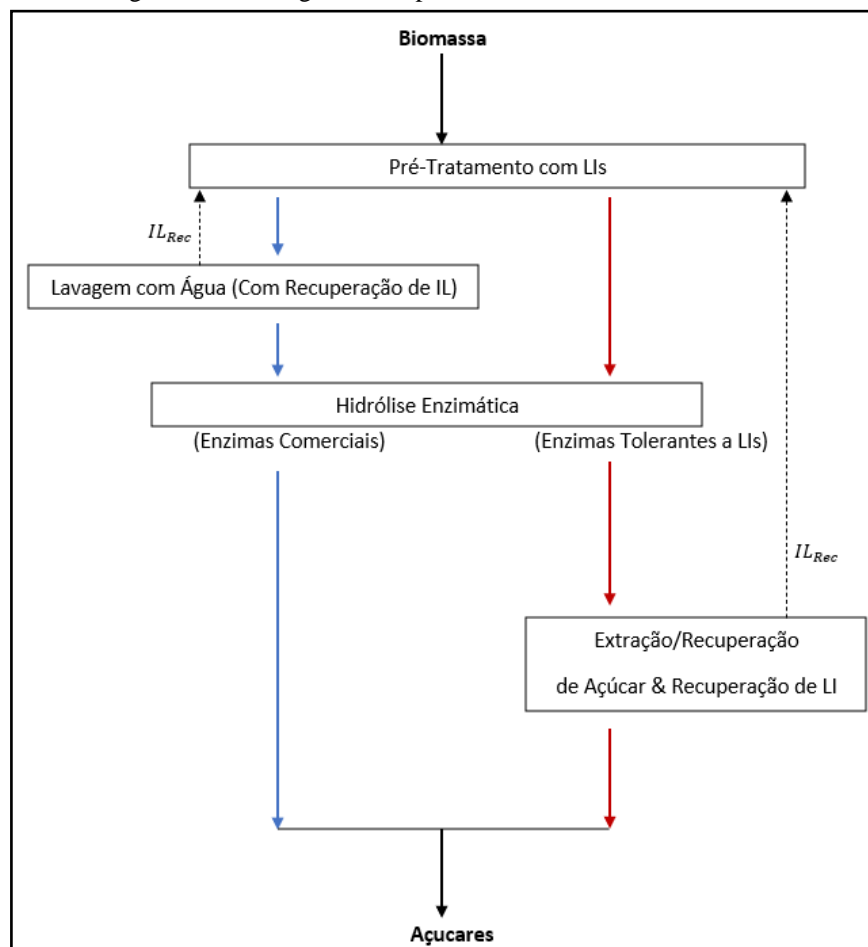 Biomassa
Pré-Tratamento com LIs
IL_Rec
Lavagem com Água (Com Recuperação de IL)
Hidrólise Enzimática
(Enzimas Comerciais)
(Enzimas Tolerantes a LIs)
IL_Rec
Extração/Recuperação
de Açúcar & Recuperação de LI
Açucares